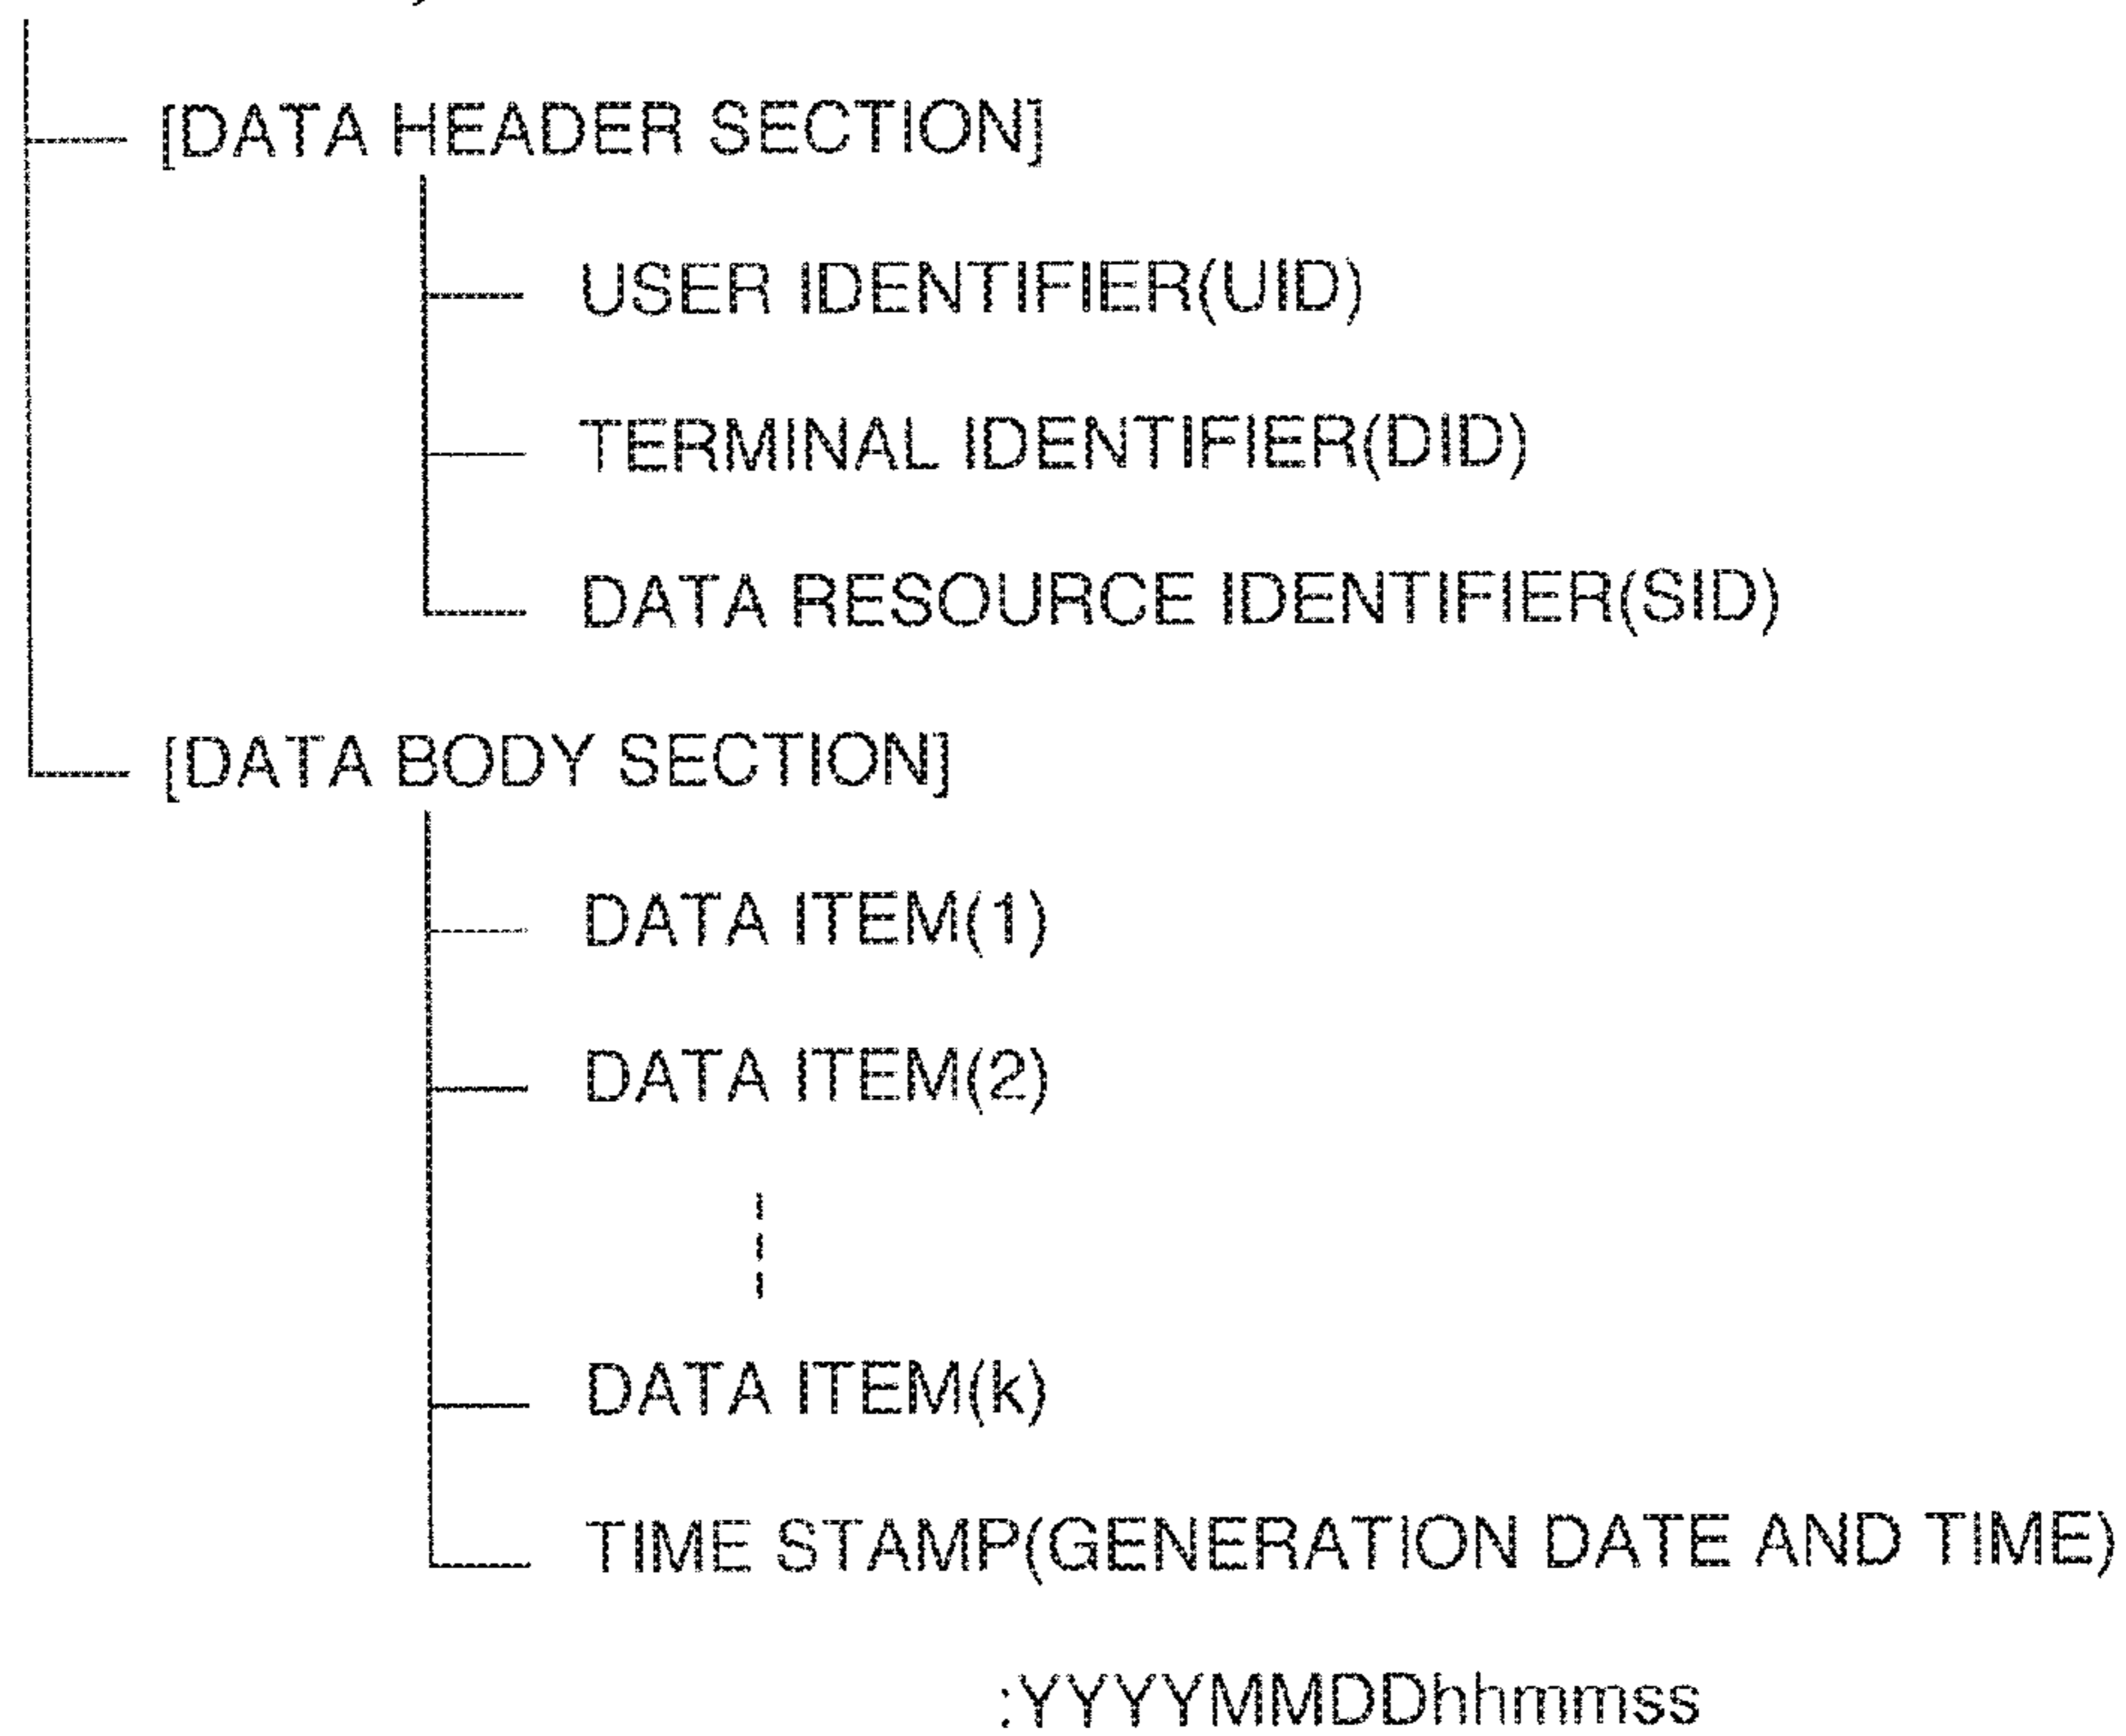 [DATA HEADER SECTION]
USER IDENTIFIER(UID)
TERMINAL IDENTIFIER(DID)
DATA RESOURCE IDENTIFIER(SID)
[DATA BODY SECTION]
DATA ITEM(1)
DATA ITEM(2)
DATA ITEM(k)
TIME STAMP(GENERATION DATE AND TIME)
:YYYYMMDDhhmmss